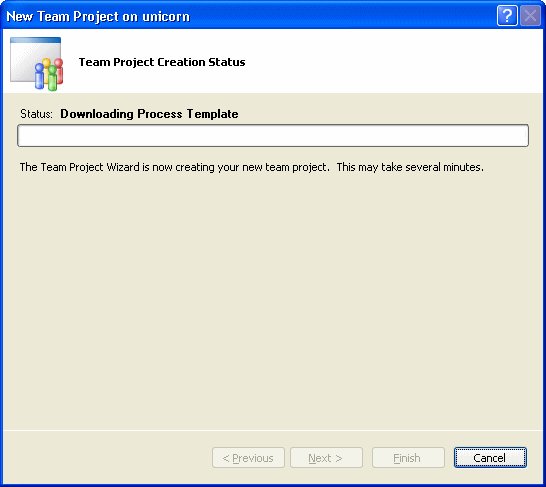 New Team Project on unicorn
Team Project Creation Status
Status: Downloading Process Template
The Team Project Wizard is now creating your new team project. This may take several minutes.
< Previous Next > Finish Cancel